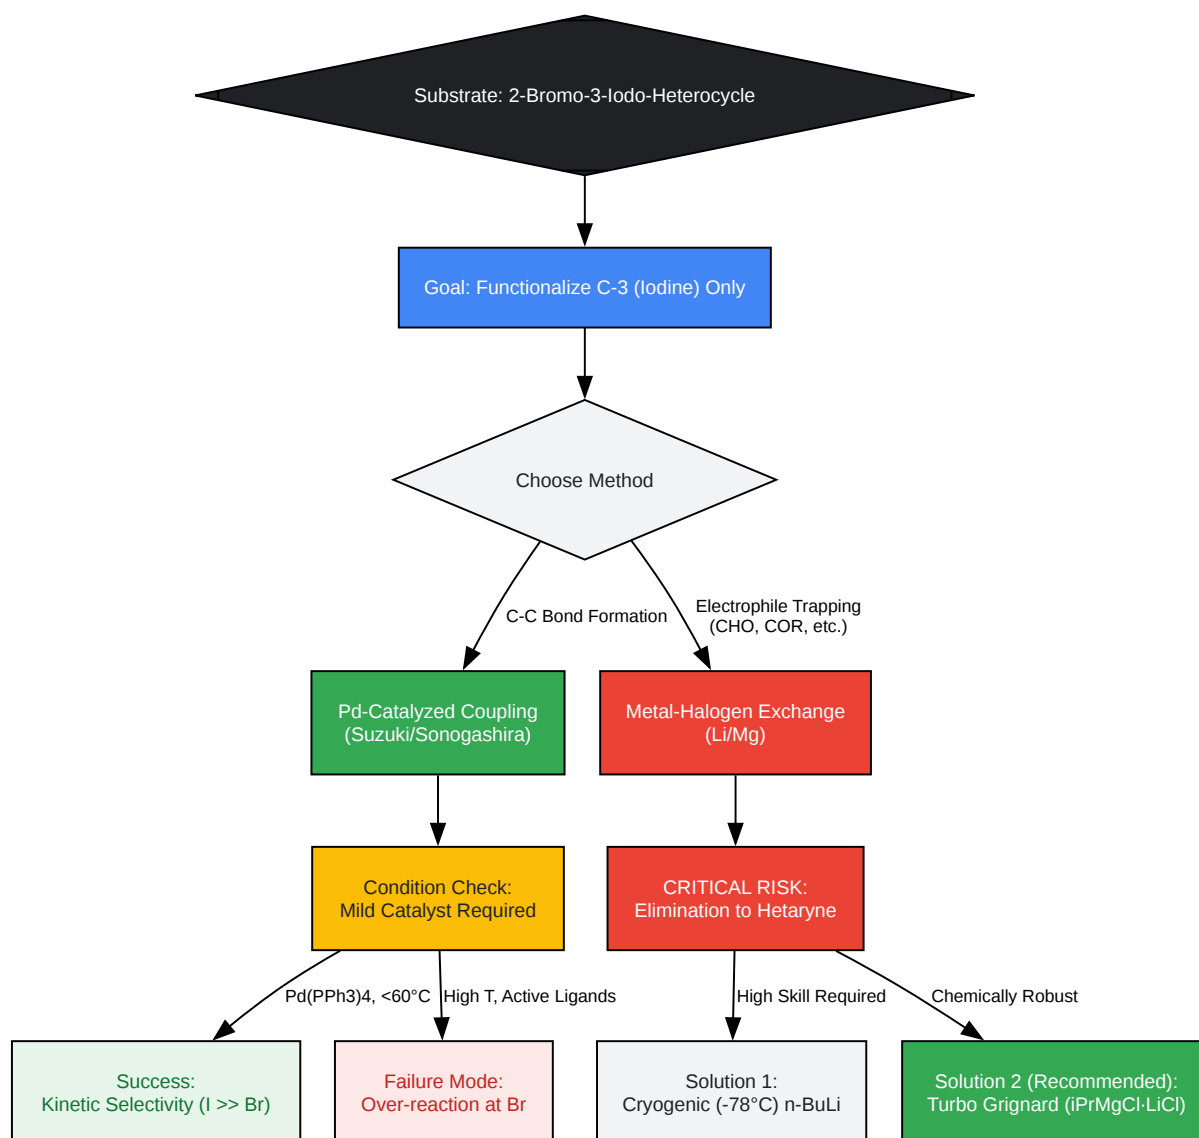 Substrate: 2-Bromo-3-Iodo-Heterocycle
Goal: Functionalize C-3 (Iodine) Only
Choose Method
C-C Bond Formation
Electrophile Trapping
(CHO, COR, etc.)
Pd-Catalyzed Coupling
(Suzuki/Sonogashira)
Metal-Halogen Exchange
(Li/Mg)
Condition Check:
Mild Catalyst Required
CRITICAL RISK:
Elimination to Hetaryne
Pd(PPh3)4, <60°C
High T, Active Ligands
High Skill Required
Chemically Robust
Success:
Kinetic Selectivity (I >> Br)
Failure Mode:
Over-reaction at Br
Solution 1:
Cryogenic (-78°C) n-BuLi
Solution 2 (Recommended):
Turbo Grignard (iPrMgCl·LiCl)